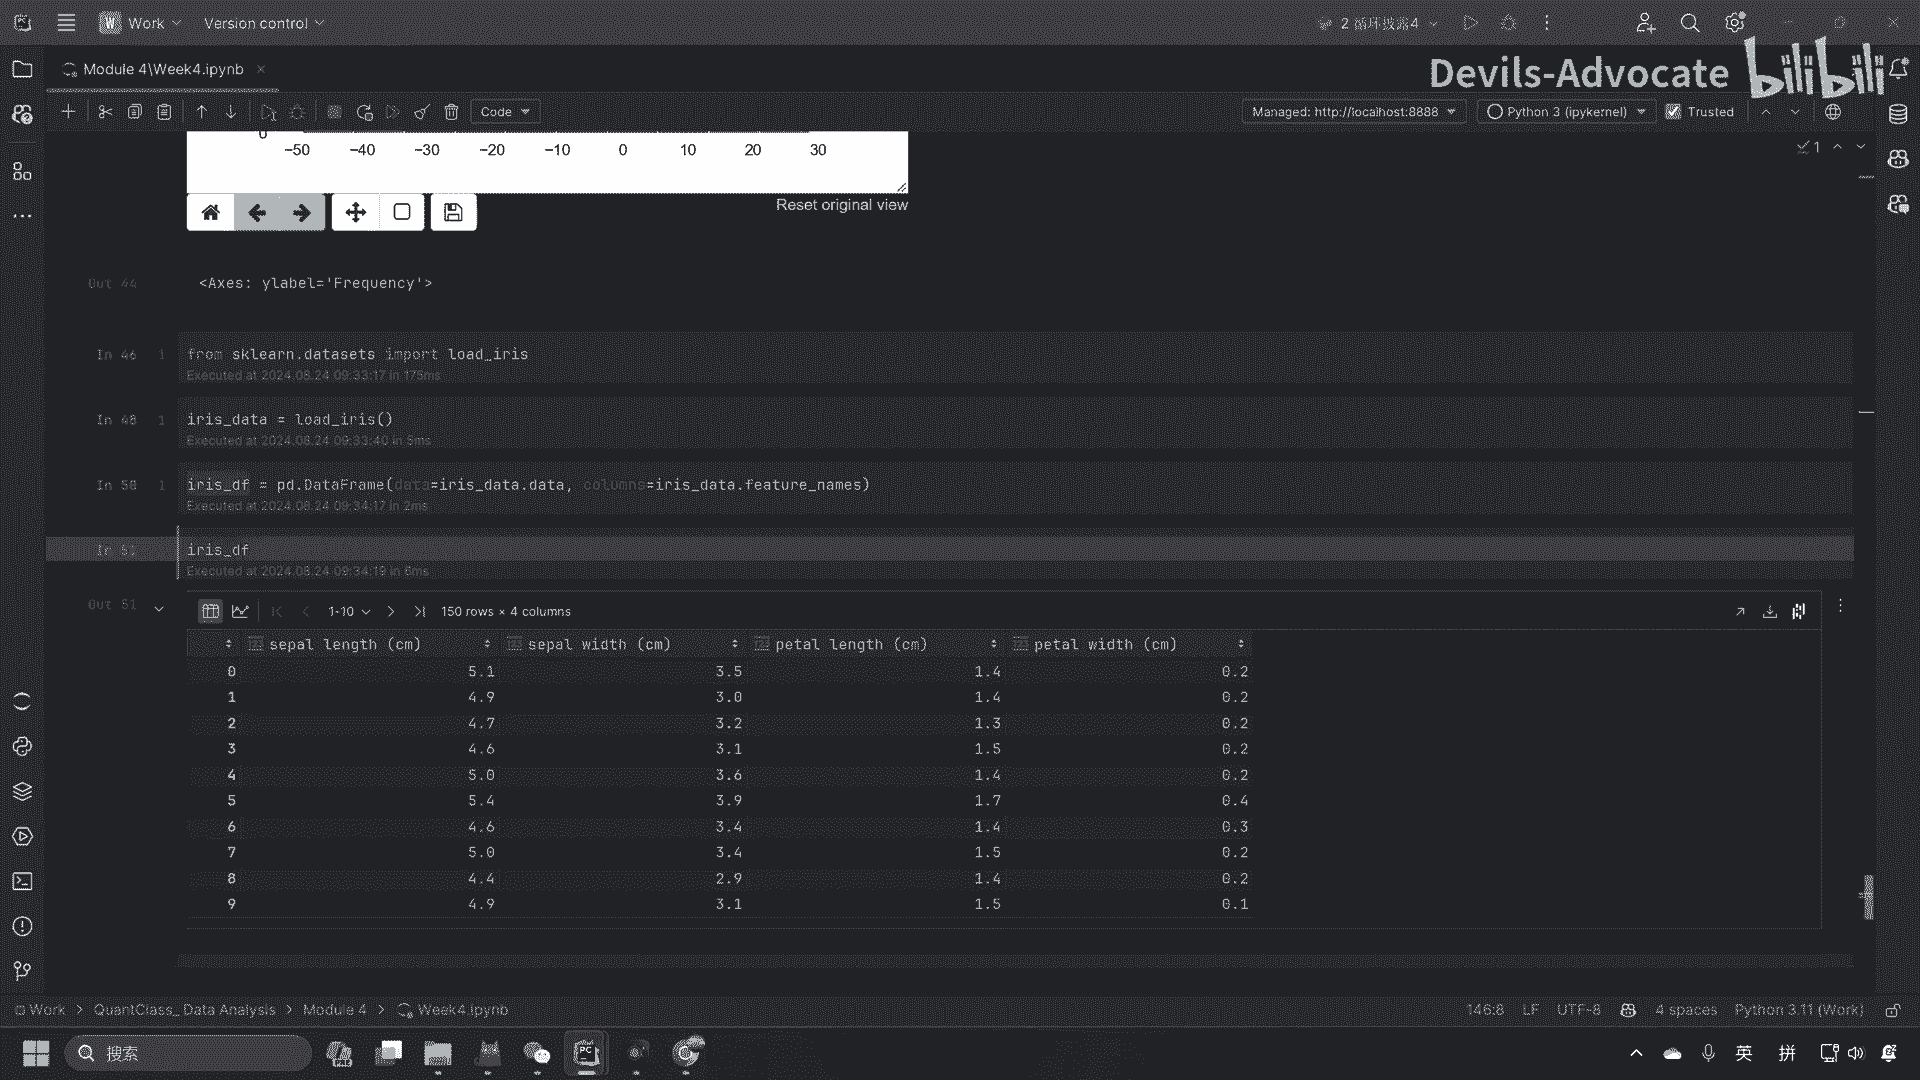 W Work Version control 2 循环披露4
Module 4\Week4.ipynb
Devils-Advocate bilibili
Code Managed: http://localhost:8888 Python 3 (ipykernel) Trusted
0
−50 −40 −30 −20 −10 0 10 20 30
1
Reset original view
Out 44 <Axes: ylabel='Frequency'>
In 46 1 from sklearn.datasets import load_iris
Executed at 2024.08.24 09:33:17 in 175ms
In 48 1 iris_data = load_iris()
Executed at 2024.08.24 09:33:40 in 5ms
In 50 1 iris_df = pd.DataFrame(data=iris_data.data, columns=iris_data.feature_names)
Executed at 2024.08.24 09:34:17 in 2ms
In 51 iris_df
Executed at 2024.08.24 09:34:19 in 6ms
Out 51 1-10 150 rows × 4 columns
sepal length (cm) sepal width (cm) petal length (cm) petal width (cm)
0 5.1 3.5 1.4 0.2
1 4.9 3.0 1.4 0.2
2 4.7 3.2 1.3 0.2
3 4.6 3.1 1.5 0.2
4 5.0 3.6 1.4 0.2
5 5.4 3.9 1.7 0.4
6 4.6 3.4 1.4 0.3
7 5.0 3.4 1.5 0.2
8 4.4 2.9 1.4 0.2
9 4.9 3.1 1.5 0.1
Work > QuantClass_ Data Analysis > Module 4 > Week4.ipynb 146:8 LF UTF-8 4 spaces Python 3.11 (Work)
搜索 英 拼